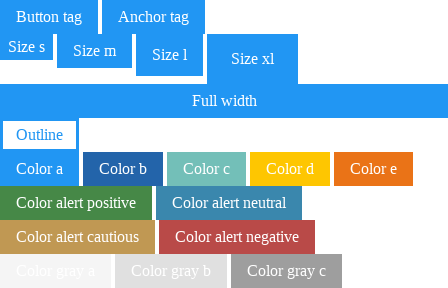 Button tag Anchor tag
Size s Size m Size l Size xl
Full width
Outline
Color a Color b Color c Color d Color e
Color alert positive Color alert neutral
Color alert cautious Color alert negative
Color gray a Color gray b Color gray c